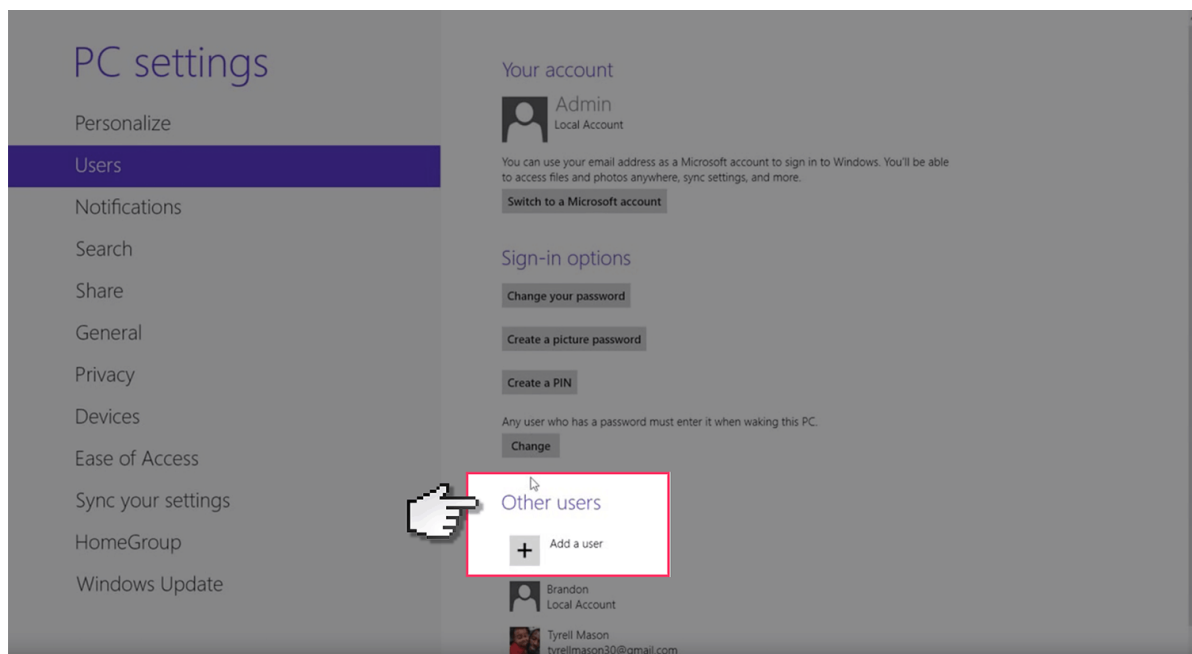 PC settings
Personalize
Users
Notifications
Search
Share
General
Privacy
Devices
Ease of Access
Sync your settings
HomeGroup
Windows Update
Your account
Admin
Local Account
You can use your email address as a Microsoft account to sign in to Windows. You'll be able
to access files and photos anywhere, sync settings, and more.
Switch to a Microsoft account
Sign-in options
Change your password
Create a picture password
Create a PIN
Any user who has a password must enter it when waking this PC.
Change
Other users
+ Add a user
Brandon
Local Account
Tyrell Mason
tyrellmason30@gmail.com